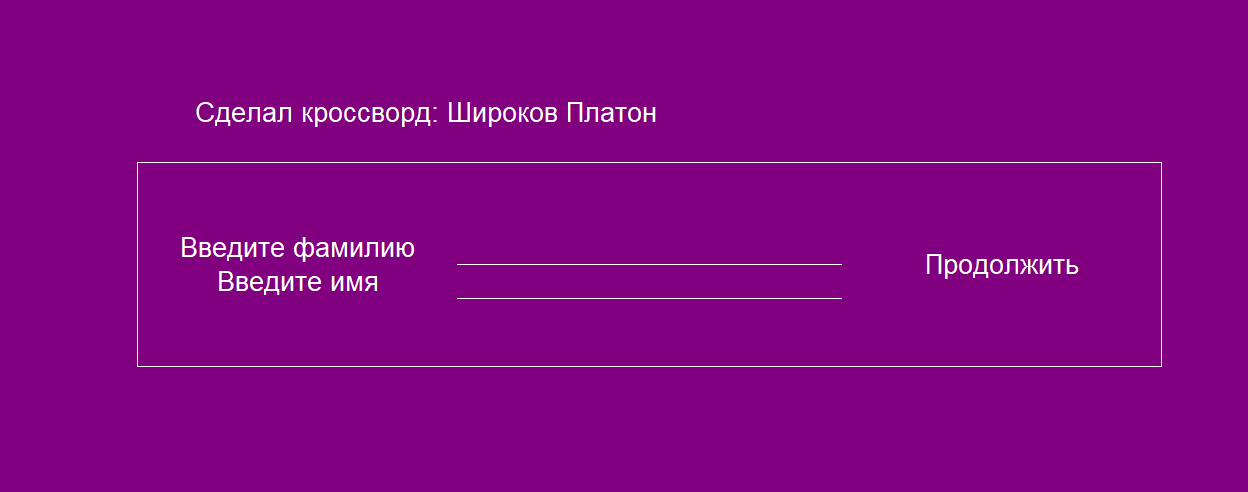 Сделал кроссворд: Широков Платон
Введите фамилию
Введите имя
Продолжить